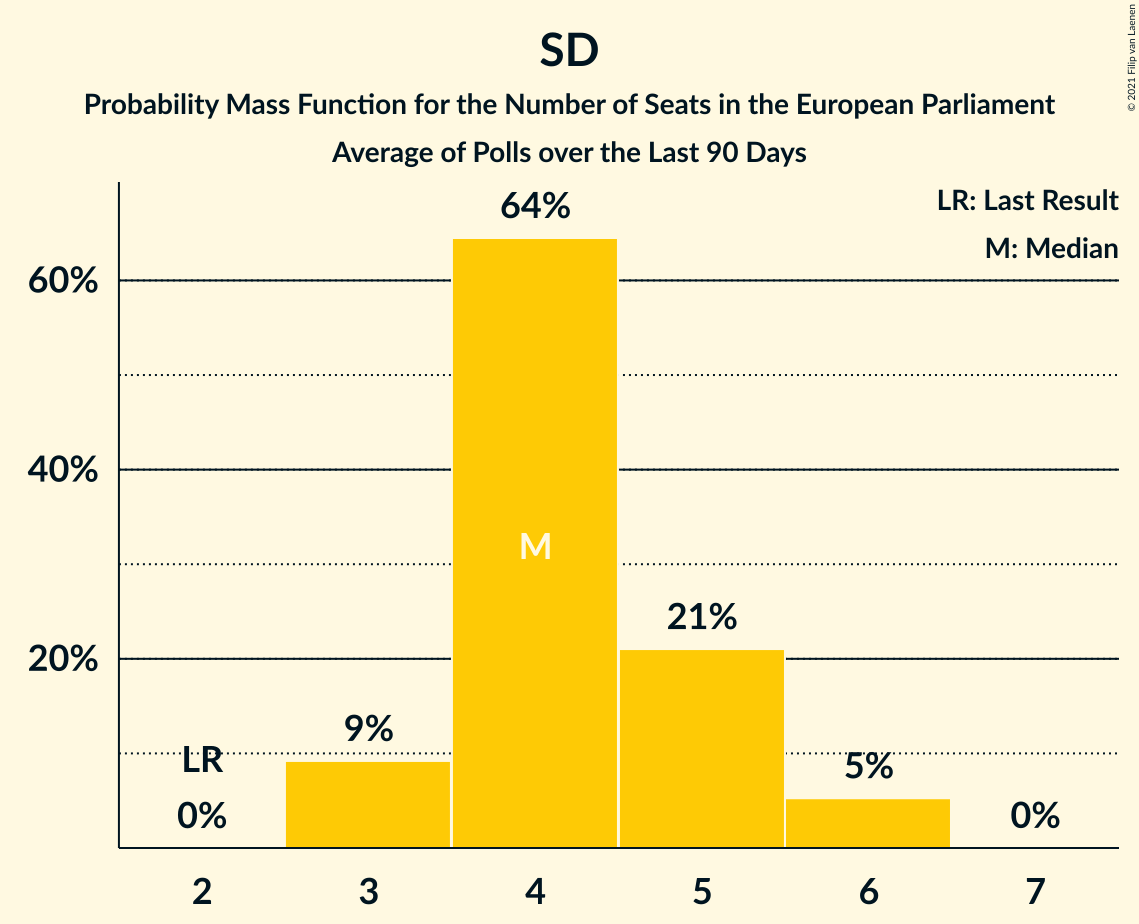 SD
Probability Mass Function for the Number of Seats in the European Parliament
Average of Polls over the Last 90 Days
© 2021 Filip van Laenen
LR: Last Result
M: Median
64%
60%
40%
M
21%
20%
9%
LR
5%
0%
0%
2 3 4 5 6 7